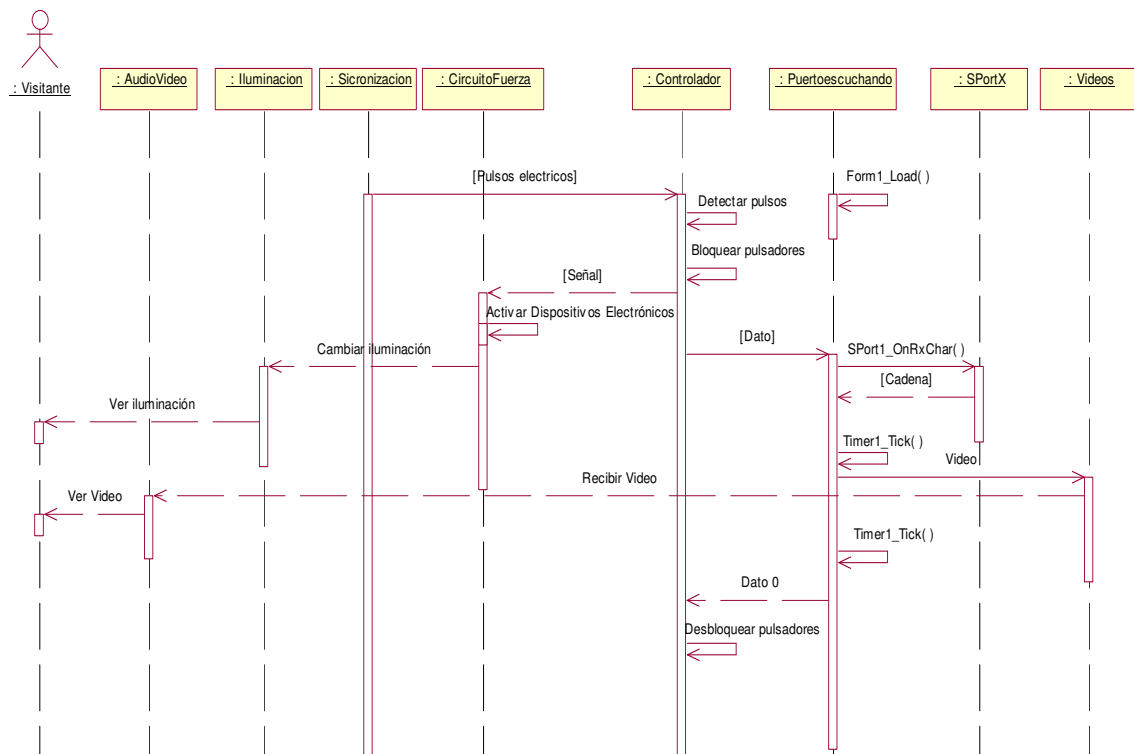 : Visitante
: AudioVideo
: Iluminacion
: Sicronizacion
: CircuitoFuerza
: Controlador
: Puertoescuchando
: SPortX
: Videos
[Pulsos electricos]
Form1_Load( )
Detectar pulsos
Bloquear pulsadores
[Señal]
Activar Dispositivos Electrónicos
[Dato]
Cambiar iluminación
SPort1_OnRxChar( )
[Cadena]
Ver iluminación
Timer1_Tick( )
Video
Recibir Video
Ver Video
Timer1_Tick( )
Dato 0
Desbloquear pulsadores